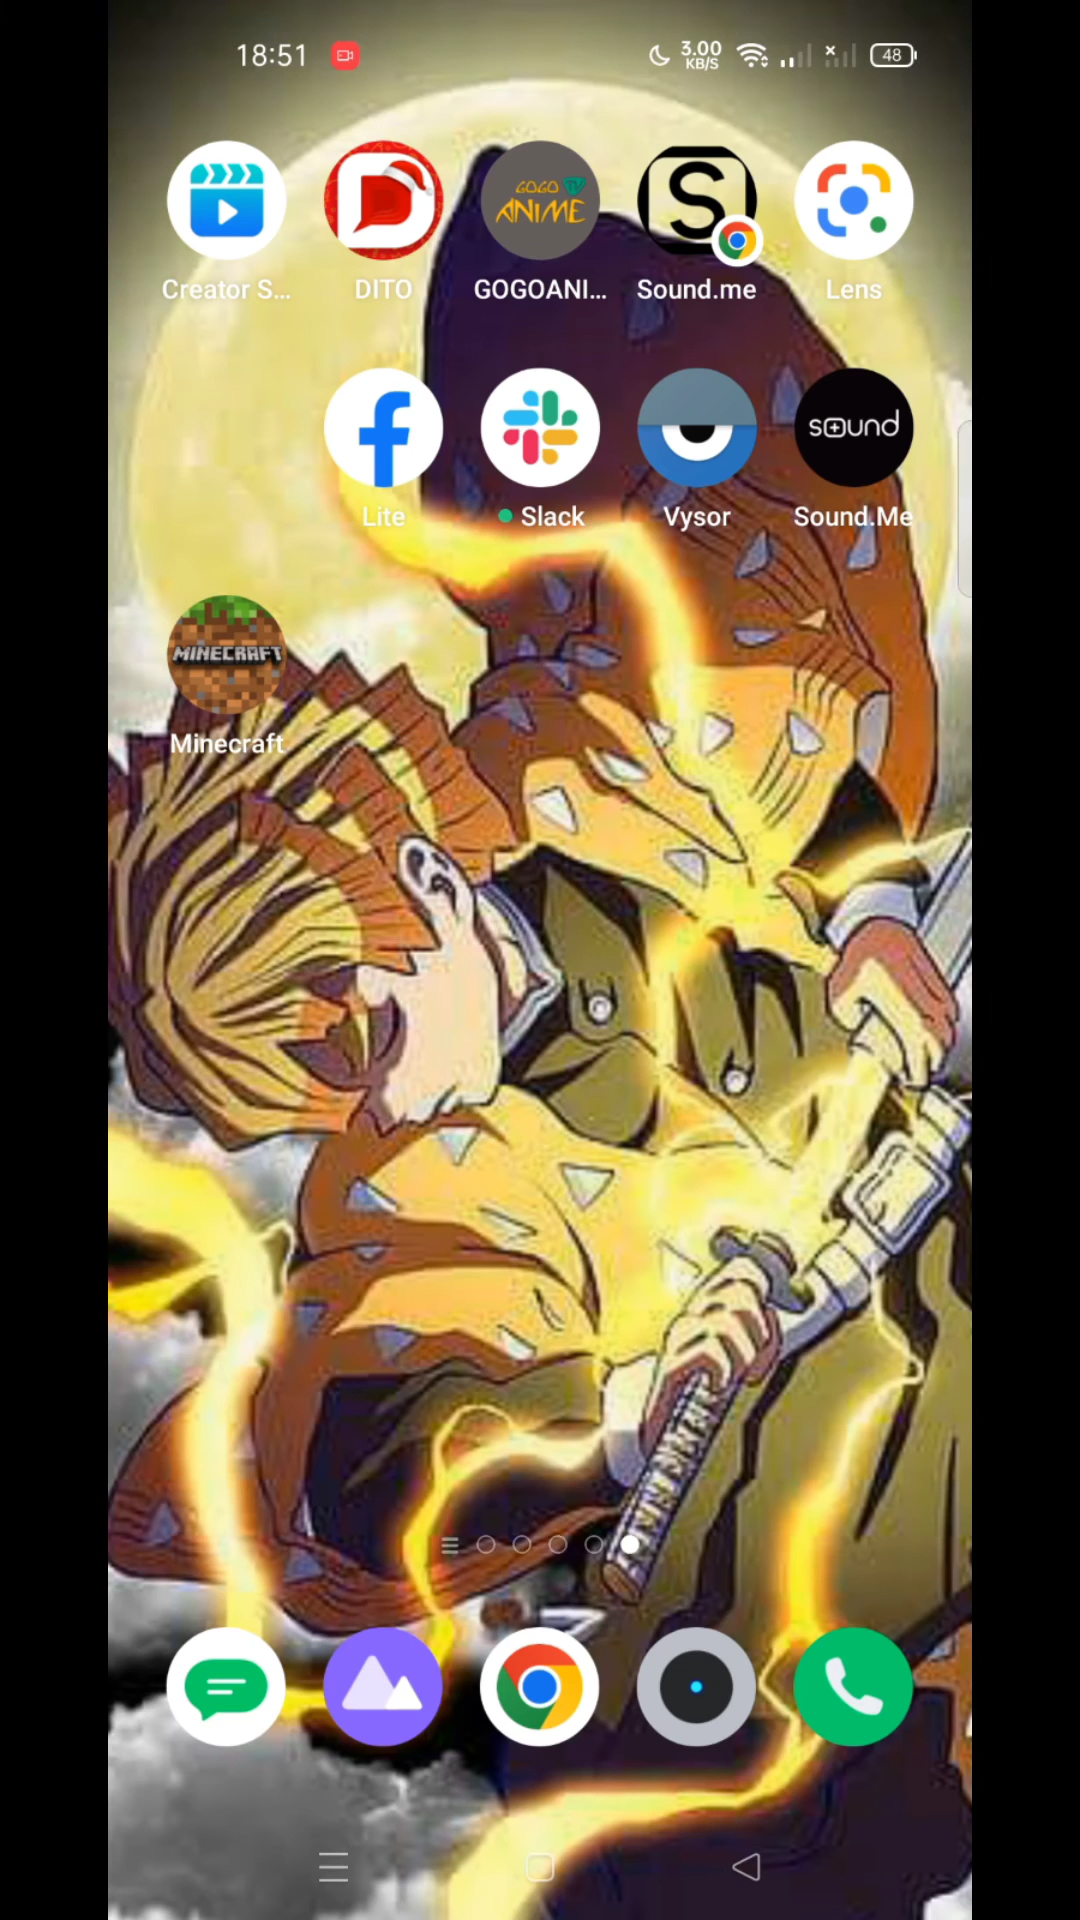 18:51
3.00
KB/S
48
GOGO TV
ANIME
S
Creator S...
DITO
GOGOANI...
Sound.me
Lens
sound
Lite
Slack
Vysor
Sound.Me
MINECRAFT
Minecraft